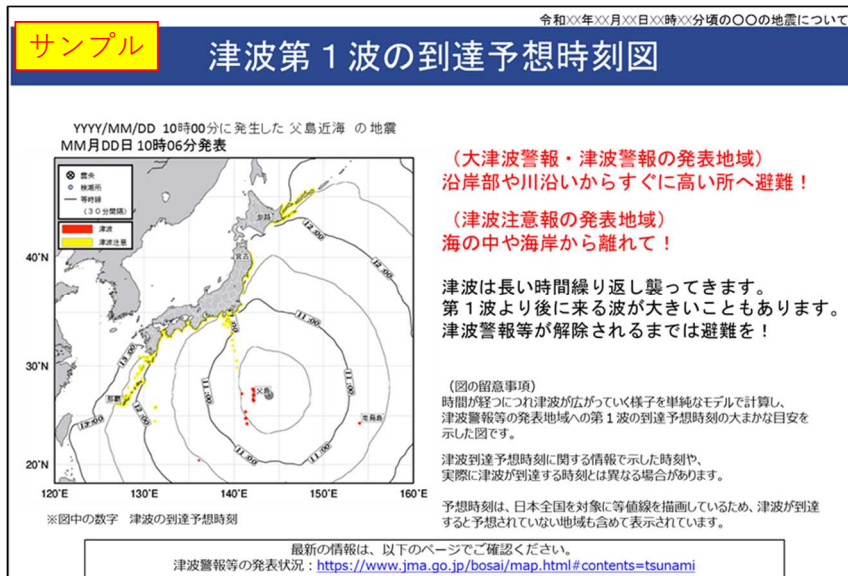 令和XX年XX月XX日XX時XX分頃の〇〇の地震について
サンプル
津波第1波の到達予想時刻図
YYYY/MM/DD 10時00分に発生した 父島近海 の地震
MM月DD日 10時06分発表
震央
検潮所
等時線
(30分間隔)
津波
津波注意
釧路
宮古
父島
南鳥島
那覇
12:00
12:00
11:00
11:00
11:00
11:00
11:00
12:00
13:00
13:00
40°N
30°N
20°N
120°E
130°E
140°E
150°E
160°E
※図中の数字 津波の到達予想時刻
(大津波警報・津波警報の発表地域)
沿岸部や川沿いからすぐに高い所へ避難!
(津波注意報の発表地域)
海の中や海岸から離れて!
津波は長い時間繰り返し襲ってきます。
第1波より後に来る波が大きいこともあります。
津波警報等が解除されるまでは避難を!
(図の留意事項)
時間が経つにつれ津波が広がっていく様子を単純なモデルで計算し、
津波警報等の発表地域への第1波の到達予想時刻の大まかな目安を
示した図です。
津波到達予想時刻に関する情報で示した時刻や、
実際に津波が到達する時刻とは異なる場合があります。
予想時刻は、日本全国を対象に等値線を描画しているため、津波が到達
すると予想されていない地域も含めて表示されています。
最新の情報は、以下のページでご確認ください。
津波警報等の発表状況:https://www.jma.go.jp/bosai/map.html#contents=tsunami